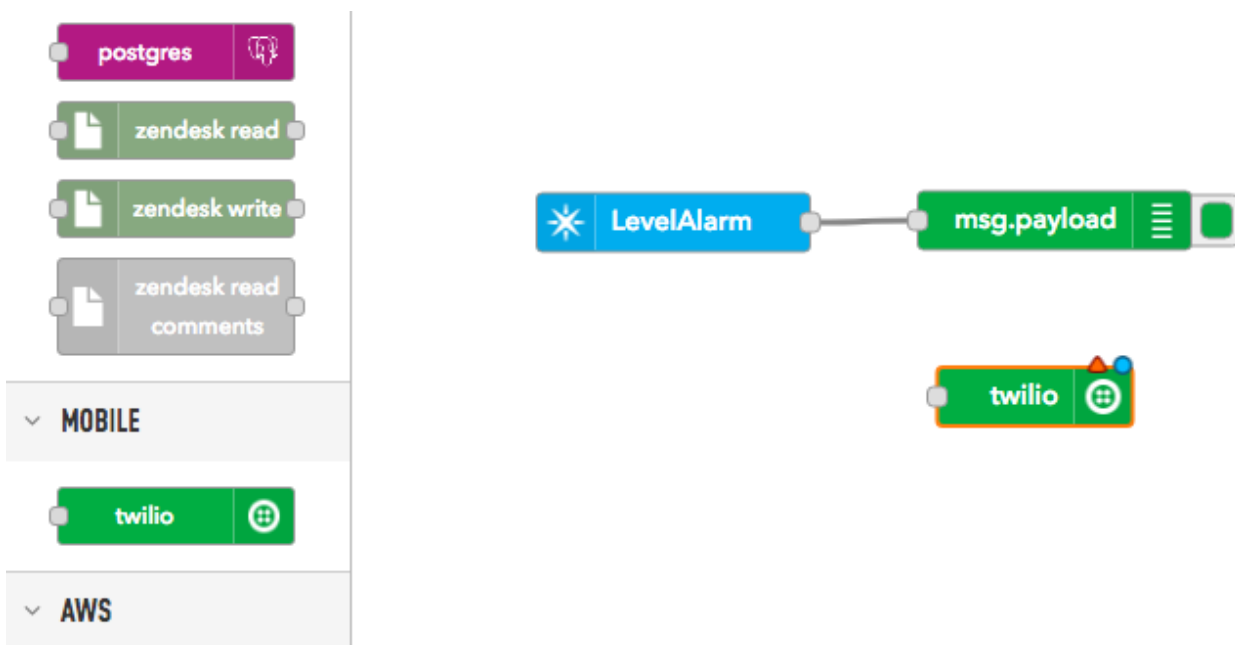 postgres
zendesk read
zendesk write
zendesk read
comments
MOBILE
twilio
AWS
LevelAlarm
msg.payload
twilio